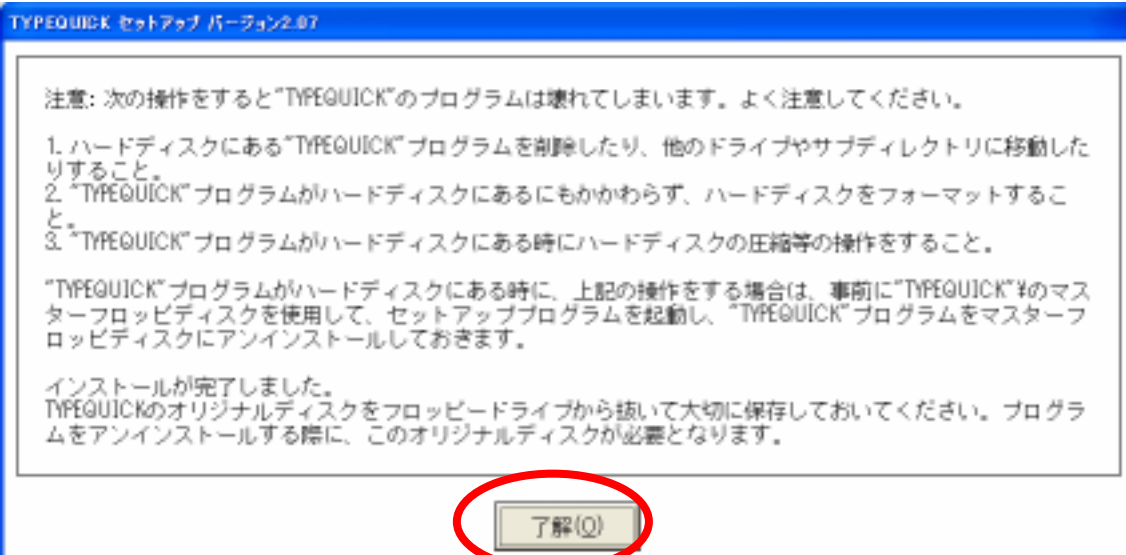 TYPEQUICK セットアップ バージョン2.07
注意: 次の操作をすると"TYPEQUICK"のプログラムは壊れてしまいます。よく注意してください。
1. ハードディスクにある"TYPEQUICK"プログラムを削除したり、他のドライブやサブディレクトリに移動した
りすること。
2. "TYPEQUICK"プログラムがハードディスクにあるにもかかわらず、ハードディスクをフォーマットするこ
と。
3. "TYPEQUICK"プログラムがハードディスクにある時にハードディスクの圧縮等の操作をすること。
"TYPEQUICK"プログラムがハードディスクにある時に、上記の操作をする場合は、事前に"TYPEQUICK"¥のマス
ターフロッピディスクを使用して、セットアッププログラムを起動し、"TYPEQUICK"プログラムをマスターフ
ロッピディスクにアンインストールしておきます。
インストールが完了しました。
TYPEQUICKのオリジナルディスクをフロッピードライブから抜いて大切に保存しておいてください。プログラ
ムをアンインストールする際に、このオリジナルディスクが必要となります。
了解(O)